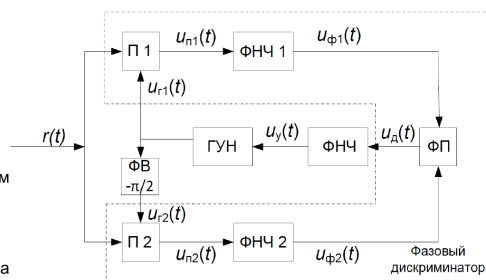 П 1
uп1(t)
ФНЧ 1
uф1(t)
uг1(t)
r(t)
ГУН
uу(t)
ФНЧ
uд(t)
ФП
м
ФВ
-π/2
uг2(t)
П 2
uп2(t)
ФНЧ 2
uф2(t)
Фазовый
дискриминатор
а